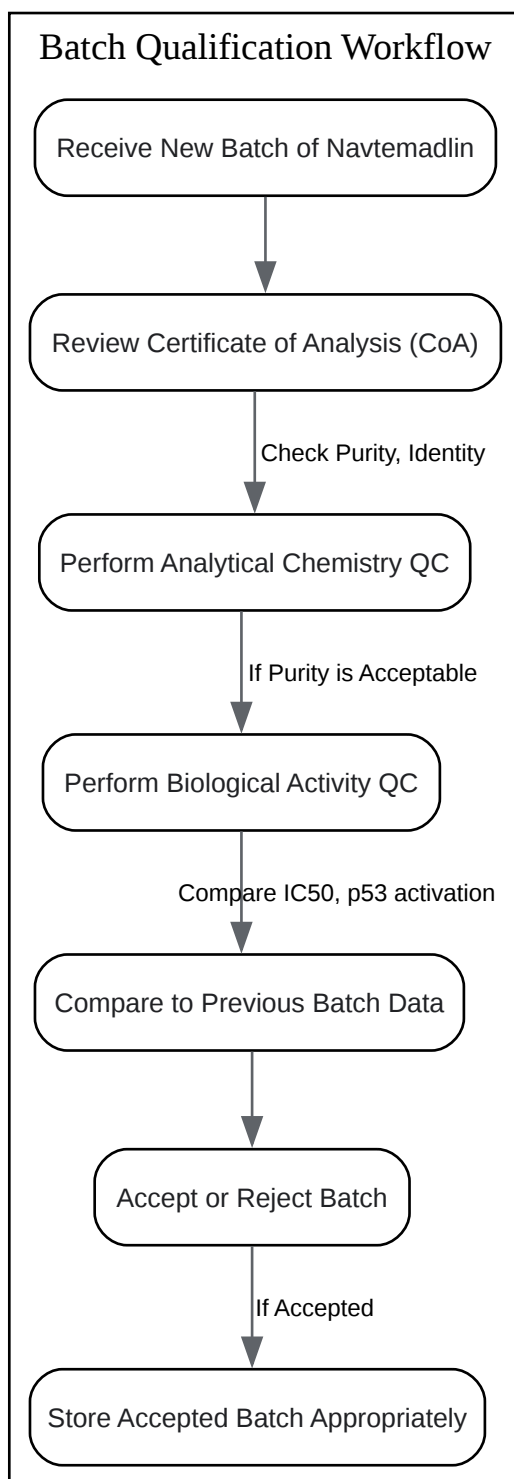 Batch Qualification Workflow
Receive New Batch of Navtemadlin
Review Certificate of Analysis (CoA)
Check Purity, Identity
Perform Analytical Chemistry QC
If Purity is Acceptable
Perform Biological Activity QC
Compare IC50, p53 activation
Compare to Previous Batch Data
Accept or Reject Batch
If Accepted
Store Accepted Batch Appropriately